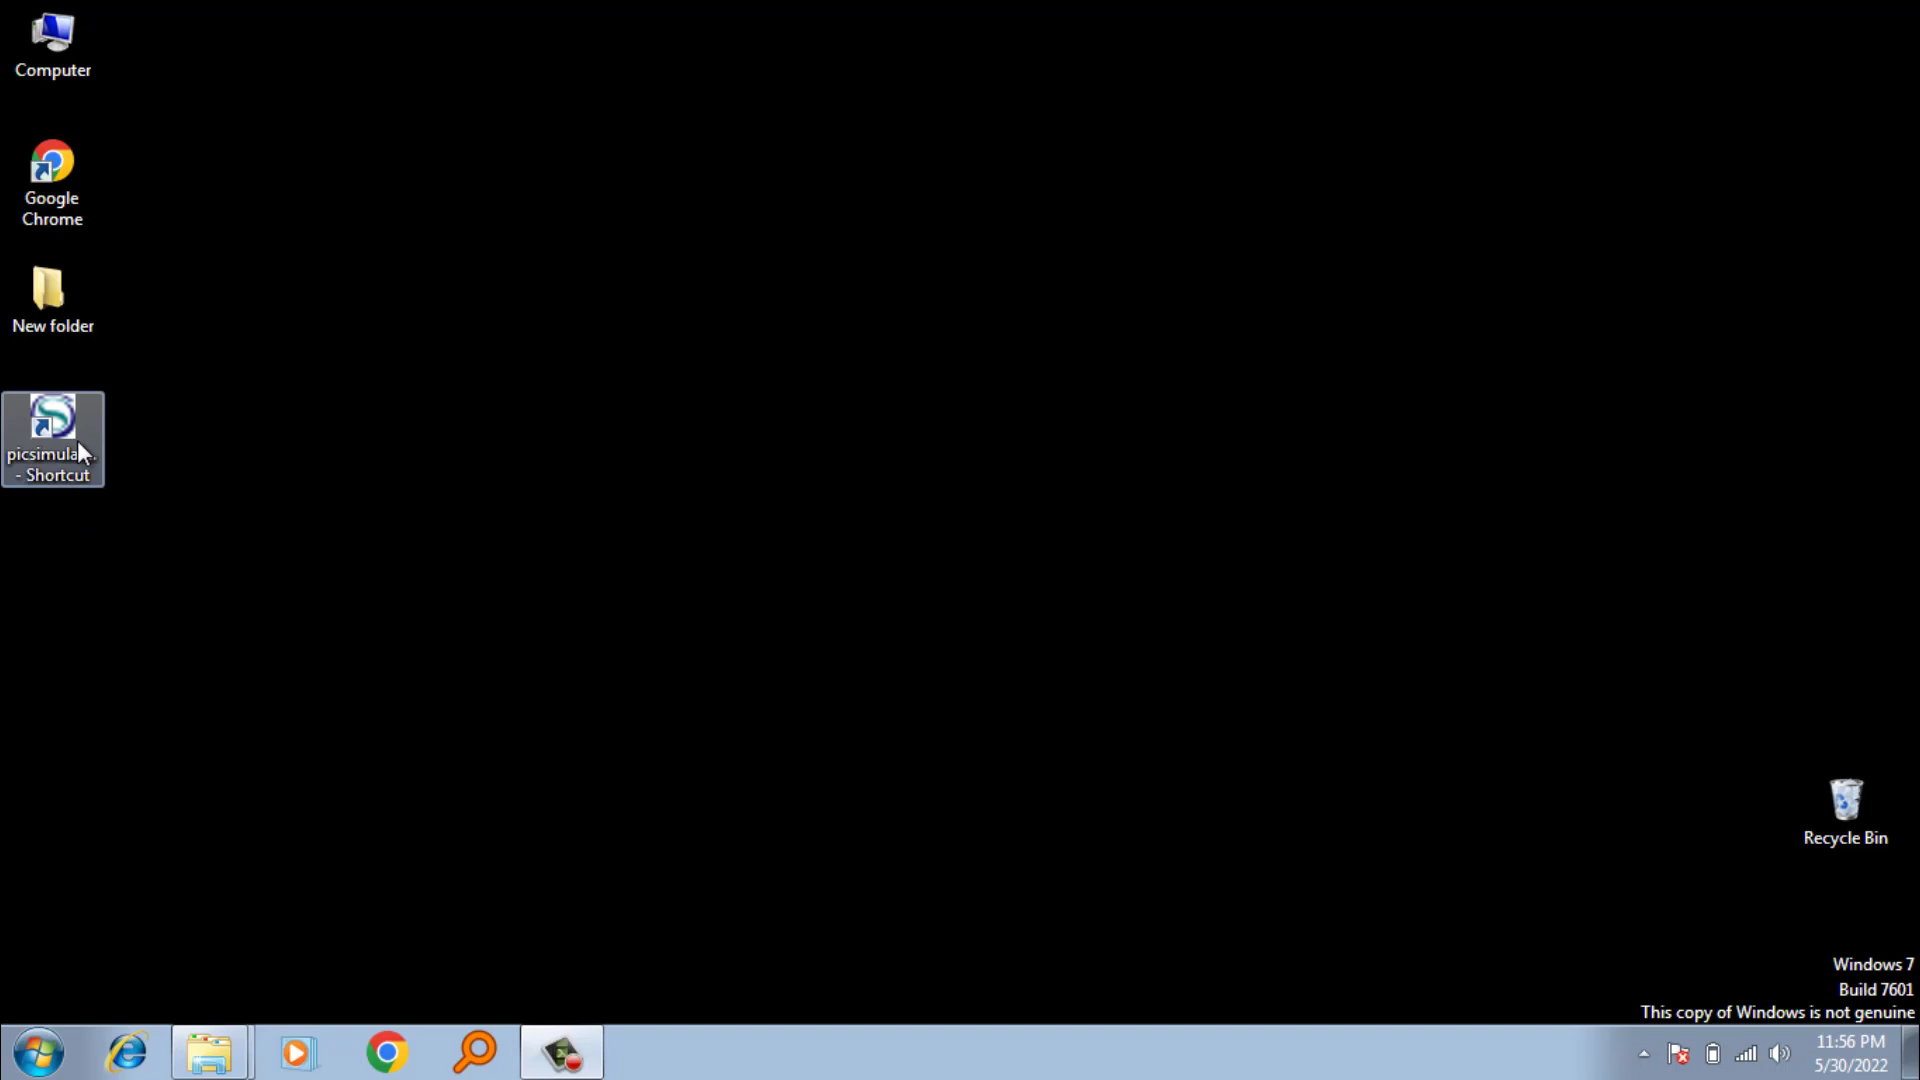 Computer
Google
Chrome
New folder
picsimula...
- Shortcut
Recycle Bin
Windows 7
Build 7601
This copy of Windows is not genuine
11:56 PM
5/30/2022